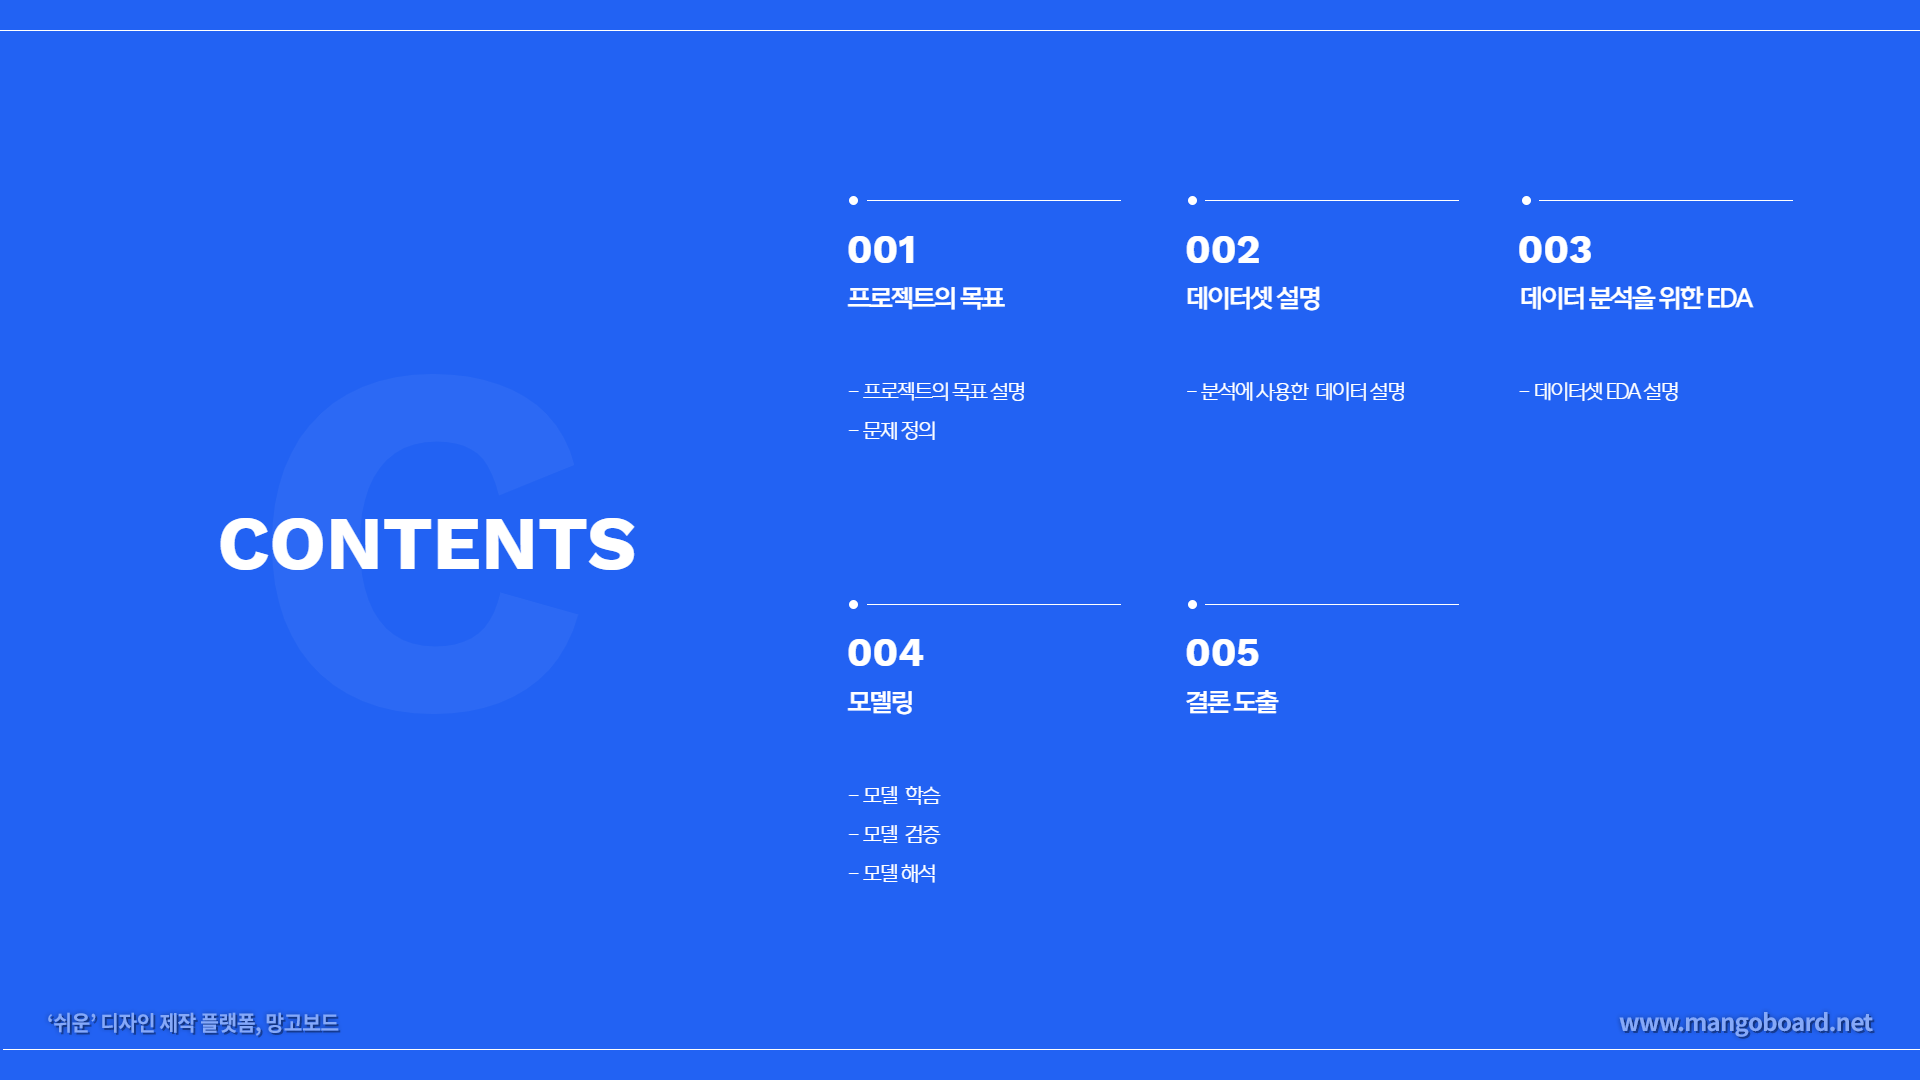 C
CONTENTS
001
프로젝트의 목표
- 프로젝트의 목표 설명
- 문제 정의
002
데이터셋 설명
- 분석에 사용한 데이터 설명
003
데이터 분석을 위한 EDA
- 데이터셋 EDA 설명
004
모델링
- 모델 학습
- 모델 검증
- 모델 해석
005
결론 도출
‘쉬운’ 디자인 제작 플랫폼, 망고보드
www.mangoboard.net